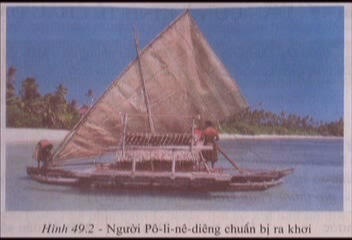 Hình 49.2 - Người Pô-li-nê-diêng chuẩn bị ra khơi